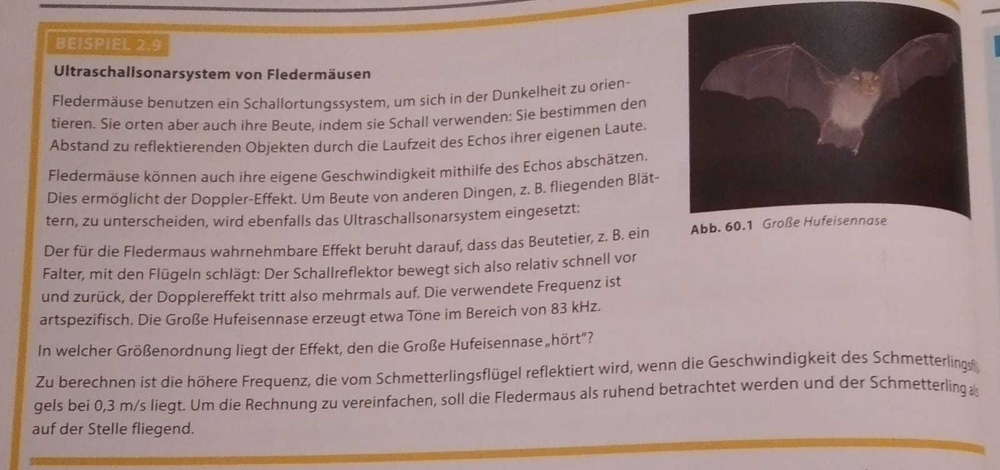 BEISPIEL 2.9
Ultraschallsonarsystem von Fledermäusen
Fledermäuse benutzen ein Schallortungssystem, um sich in der Dunkelheit zu orien-
tieren. Sie orten aber auch ihre Beute, indem sie Schall verwenden: Sie bestimmen den
Abstand zu reflektierenden Objekten durch die Laufzeit des Echos ihrer eigenen Laute.
Fledermäuse können auch ihre eigene Geschwindigkeit mithilfe des Echos abschätzen.
Dies ermöglicht der Doppler-Effekt. Um Beute von anderen Dingen, z. B. fliegenden Blät-
tern, zu unterscheiden, wird ebenfalls das Ultraschallsonarsystem eingesetzt:
Der für die Fledermaus wahrnehmbare Effekt beruht darauf, dass das Beutetier, z. B. ein
Falter, mit den Flügeln schlägt: Der Schallreflektor bewegt sich also relativ schnell vor
und zurück, der Dopplereffekt tritt also mehrmals auf. Die verwendete Frequenz ist
artspezifisch. Die Große Hufeisennase erzeugt etwa Töne im Bereich von 83 kHz.
In welcher Größenordnung liegt der Effekt, den die Große Hufeisennase „hört"?
Zu berechnen ist die höhere Frequenz, die vom Schmetterlingsflügel reflektiert wird, wenn die Geschwindigkeit des Schmetterlingsflü-
gels bei 0,3 m/s liegt. Um die Rechnung zu vereinfachen, soll die Fledermaus als ruhend betrachtet werden und der Schmetterling als
auf der Stelle fliegend.
Abb. 60.1 Große Hufeisennase